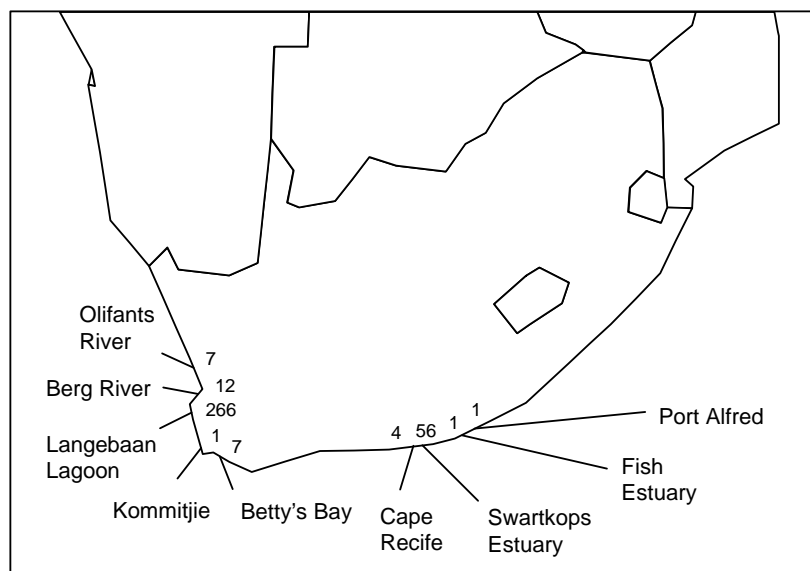 Olifants
River
7
Berg River
12
266
Langebaan
Lagoon
1
7
Kommitjie
Betty's Bay
4
56
1
1
Cape
Recife
Swartkops
Estuary
Fish
Estuary
Port Alfred